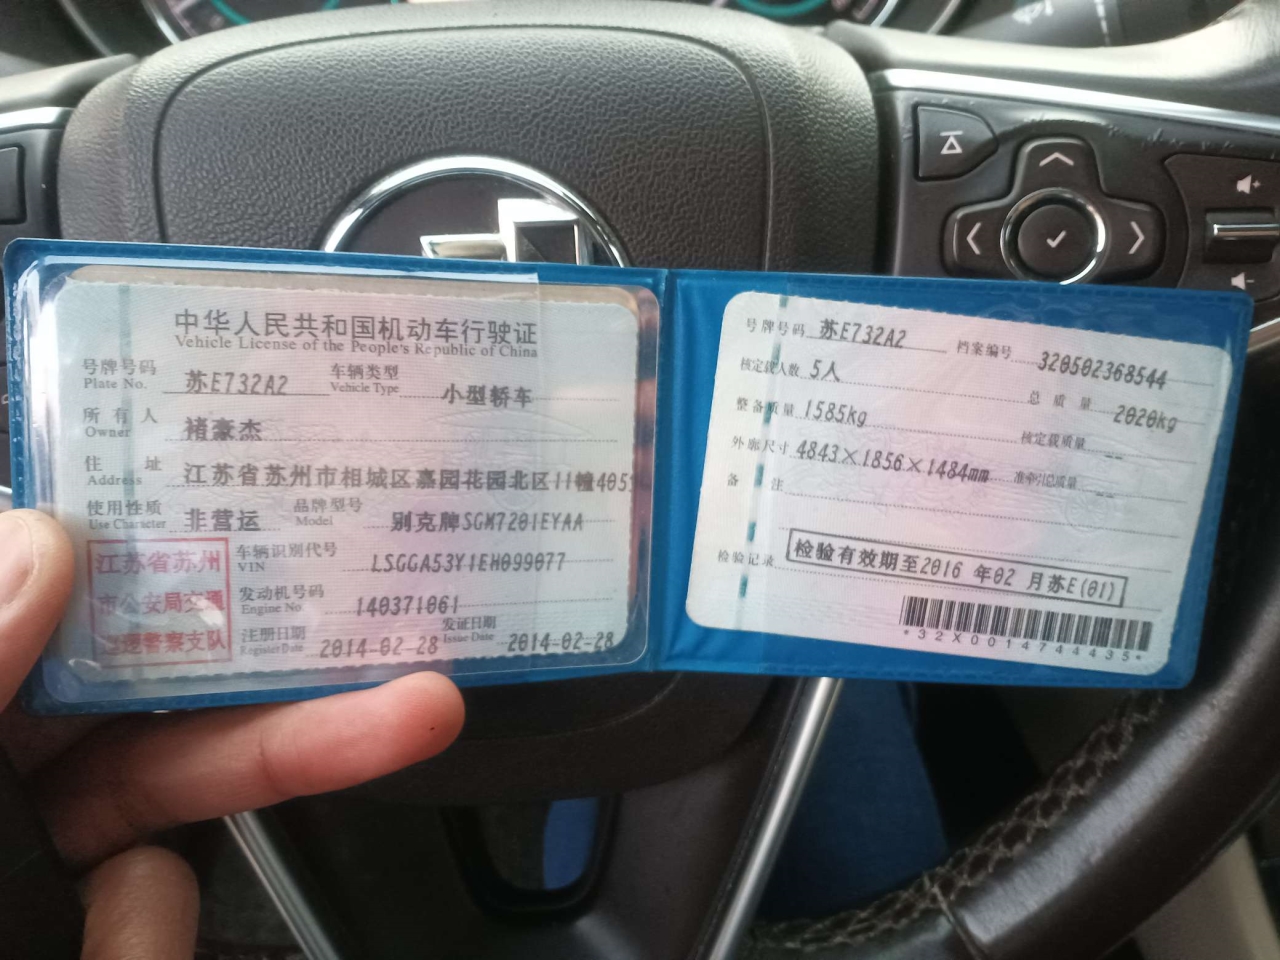 中华人民共和国机动车行驶证
Vehicle License of the People's Republic of China
号牌号码 苏E732A2 车辆类型 小型轿车
Plate No. Vehicle Type
所有人 褚豪杰
Owner
住址 江苏省苏州市相城区嘉园花园北区11幢405
Address
使用性质 非营运 品牌型号 别克牌SGM7201EYAA
Use Character Model
江苏省苏州
市公安局交通
巡逻警察支队
车辆识别代号 LSGGA53Y1EH099077
VIN
发动机号码 140371061
Engine No.
注册日期 2014-02-28 发证日期 2014-02-28
Register Date Issue Date
号牌号码 苏E732A2 档案编号 320502368544
核定载人数 5人 总质量 2020kg
整备质量 1585kg 核定载质量 --
外廓尺寸 4843×1856×1484mm 准牵引总质量 --
备注
检验记录 检验有效期至2016 年02 月苏E(01)
*32X0014744435*